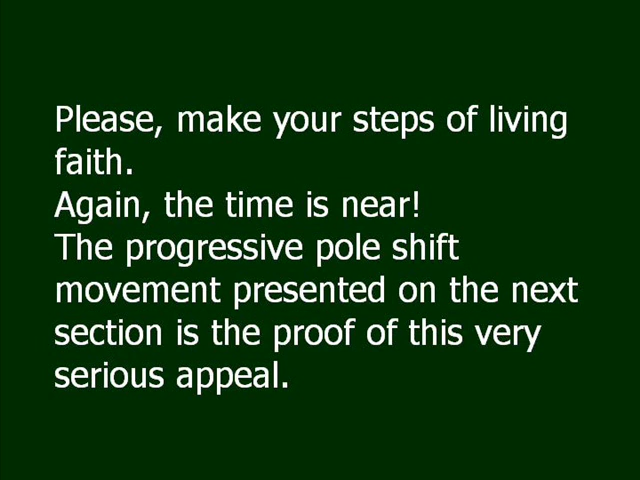 Please, make your steps of living
faith.
Again, the time is near!
The progressive pole shift
movement presented on the next
section is the proof of this very
serious appeal.